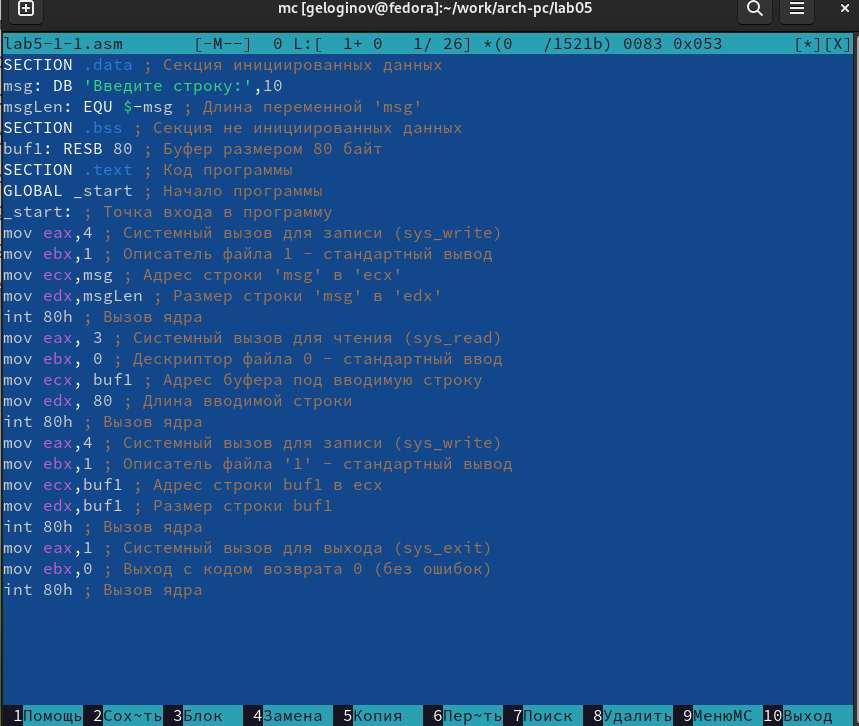 mc [geloginov@fedora]:~/work/arch-pc/lab05
lab5-1-1.asm [-M--] 0 L:[ 1+ 0 1/ 26] *(0 /1521b) 0083 0x053 [*][X]
SECTION .data ; Секция инициированных данных
msg: DB 'Введите строку:',10
msgLen: EQU $-msg ; Длина переменной 'msg'
SECTION .bss ; Секция не инициированных данных
buf1: RESB 80 ; Буфер размером 80 байт
SECTION .text ; Код программы
GLOBAL _start ; Начало программы
_start: ; Точка входа в программу
mov eax,4 ; Системный вызов для записи (sys_write)
mov ebx,1 ; Описатель файла 1 - стандартный вывод
mov ecx,msg ; Адрес строки 'msg' в 'ecx'
mov edx,msgLen ; Размер строки 'msg' в 'edx'
int 80h ; Вызов ядра
mov eax, 3 ; Системный вызов для чтения (sys_read)
mov ebx, 0 ; Дескриптор файла 0 - стандартный ввод
mov ecx, buf1 ; Адрес буфера под вводимую строку
mov edx, 80 ; Длина вводимой строки
int 80h ; Вызов ядра
mov eax,4 ; Системный вызов для записи (sys_write)
mov ebx,1 ; Описатель файла '1' - стандартный вывод
mov ecx,buf1 ; Адрес строки buf1 в ecx
mov edx,buf1 ; Размер строки buf1
int 80h ; Вызов ядра
mov eax,1 ; Системный вызов для выхода (sys_exit)
mov ebx,0 ; Выход с кодом возврата 0 (без ошибок)
int 80h ; Вызов ядра
1Помощь 2Сох~ть 3Блок 4Замена 5Копия 6Пер~ть 7Поиск 8Удалить 9МенюMC 10Выход